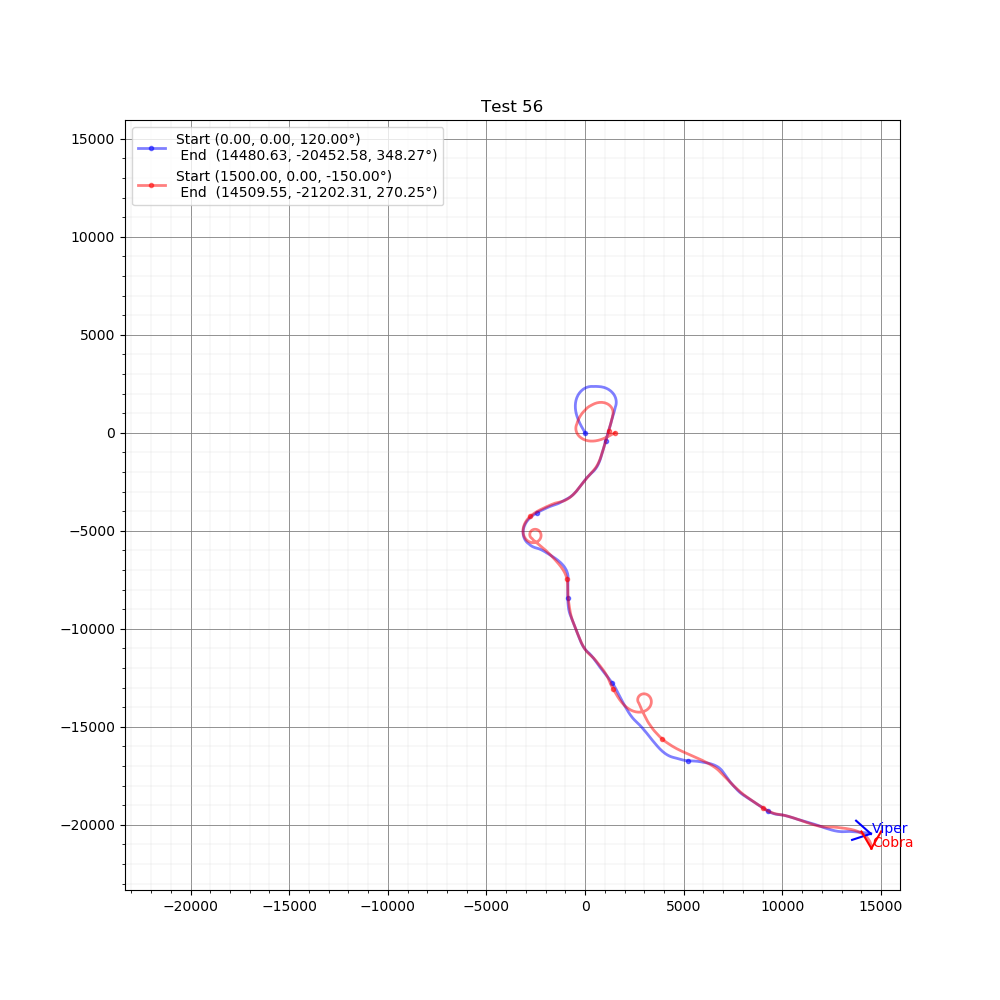 Test 56
Start (0.00, 0.00, 120.00°)
End (14480.63, -20452.58, 348.27°)
Start (1500.00, 0.00, -150.00°)
End (14509.55, -21202.31, 270.25°)
15000
10000
5000
0
−5000
−10000
−15000
−20000
Viper
Cobra
−20000 −15000 −10000 −5000 0 5000 10000 15000